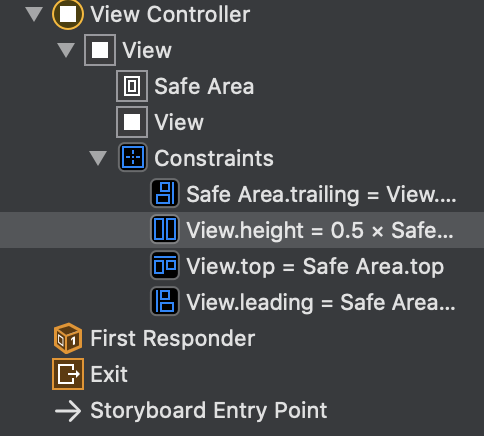 View Controller
View
Safe Area
View
Constraints
Safe Area.trailing = View....
View.height = 0.5 × Safe...
View.top = Safe Area.top
View.leading = Safe Area...
First Responder
Exit
Storyboard Entry Point